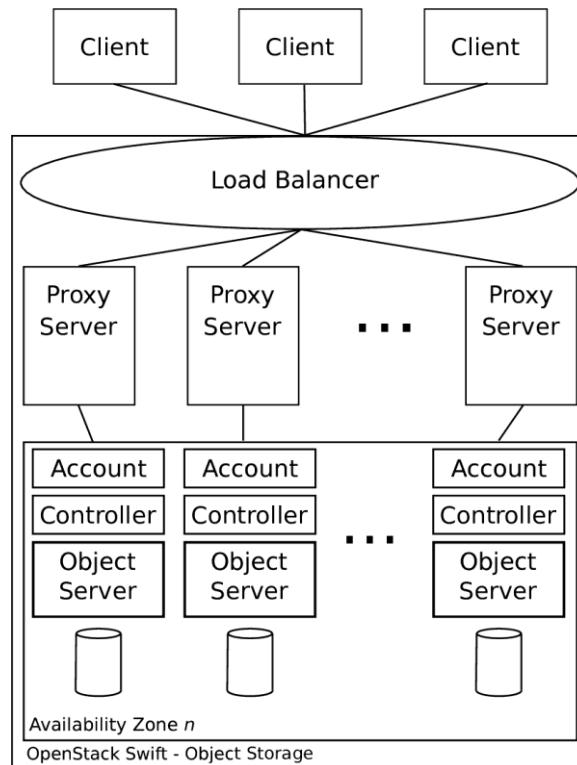 Client
Client
Client
Load Balancer
Proxy
Server
Proxy
Server
...
Proxy
Server
Account
Controller
Object
Server
Account
Controller
Object
Server
...
Account
Controller
Object
Server
Availability Zone n
OpenStack Swift - Object Storage